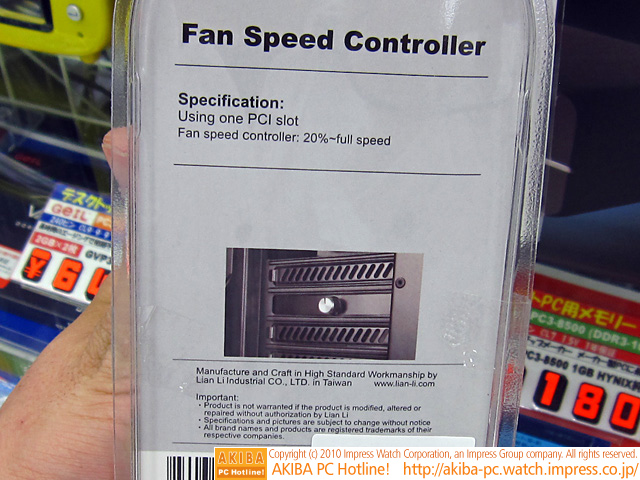 Fan Speed Controller
Specification:
Using one PCI slot
Fan speed controller: 20%~full speed
Manufacture and Craft in High Standard Workmanship by
Lian Li Industrial CO., LTD. in Taiwan www.lian-li.com
Important:
・Product is not warranted if the product is modified, altered or
repaired without authorization by Lian Li
・Specifications and pictures are subject to change without notice
・All brand names and products are registered trademarks of their
respective companies.
デスクト
GeIL PC
2GB×2枚 GVP3
¥64
トPC用メモリー
PC3-8500 (DDR3-1
C3-8500 1GB HYNIX
180
AKIBA
PC Hotline!
Copyright (c) 2010 Impress Watch Corporation, an Impress Group company. All rights reserved.
AKIBA PC Hotline! http://akiba-pc.watch.impress.co.jp/